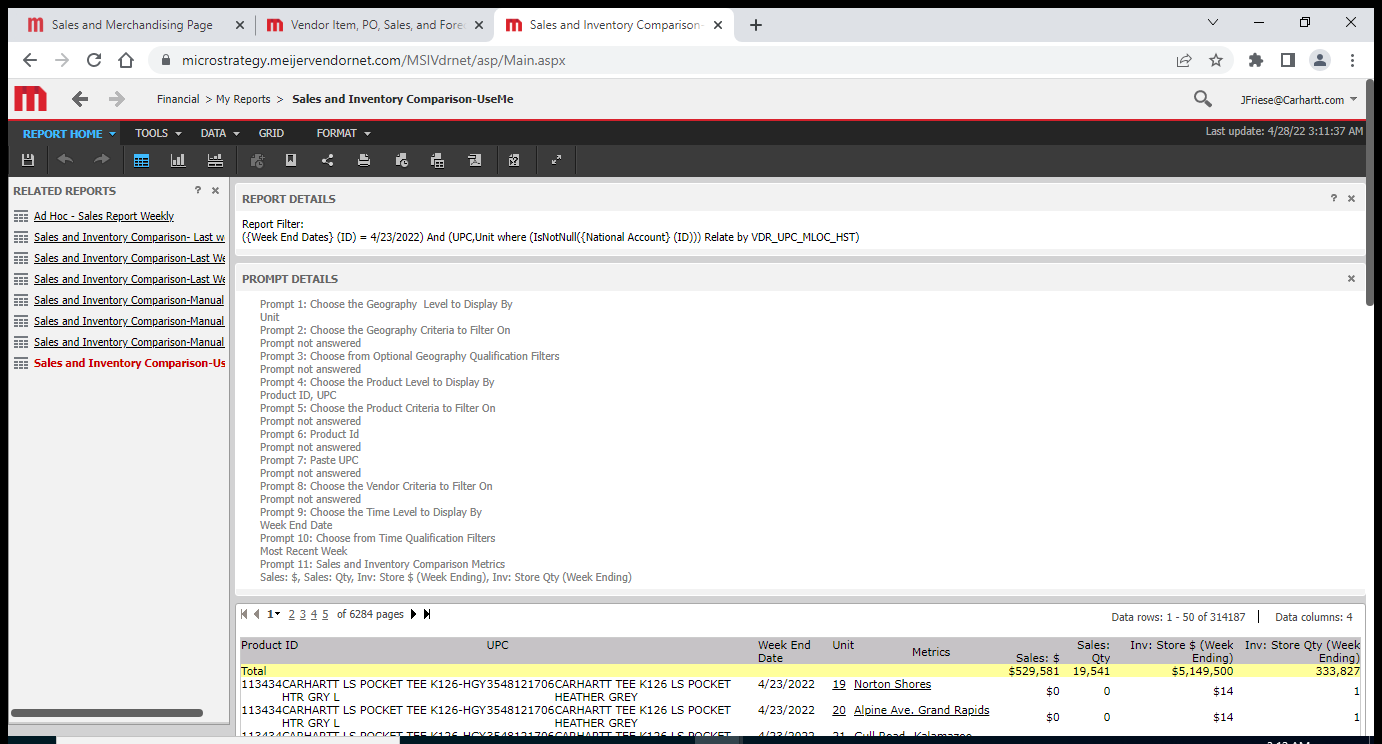 Sales and Merchandising Page
Vendor Item, PO, Sales, and Fore
Sales and Inventory Comparison-
microstrategy.meijervendornet.com/MSIVdrnet/asp/Main.aspx
Financial > My Reports > Sales and Inventory Comparison-UseMe
JFriese@Carhartt.com
REPORT HOME TOOLS DATA GRID FORMAT
Last update: 4/28/22 3:11:37 AM
RELATED REPORTS ?
Ad Hoc - Sales Report Weekly
Sales and Inventory Comparison- Last w
Sales and Inventory Comparison-Last We
Sales and Inventory Comparison-Last We
Sales and Inventory Comparison-Manual
Sales and Inventory Comparison-Manual
Sales and Inventory Comparison-Manual
Sales and Inventory Comparison-Us
REPORT DETAILS ?
Report Filter:
({Week End Dates} (ID) = 4/23/2022) And (UPC,Unit where (IsNotNull({National Account} (ID))) Relate by VDR_UPC_MLOC_HST)
PROMPT DETAILS
Prompt 1: Choose the Geography  Level to Display By
Unit
Prompt 2: Choose the Geography Criteria to Filter On
Prompt not answered
Prompt 3: Choose from Optional Geography Qualification Filters
Prompt not answered
Prompt 4: Choose the Product Level to Display By
Product ID, UPC
Prompt 5: Choose the Product Criteria to Filter On
Prompt not answered
Prompt 6: Product Id
Prompt not answered
Prompt 7: Paste UPC
Prompt not answered
Prompt 8: Choose the Vendor Criteria to Filter On
Prompt not answered
Prompt 9: Choose the Time Level to Display By
Week End Date
Prompt 10: Choose from Time Qualification Filters
Most Recent Week
Prompt 11: Sales and Inventory Comparison Metrics
Sales: $, Sales: Qty, Inv: Store $ (Week Ending), Inv: Store Qty (Week Ending)
1 2 3 4 5 of 6284 pages
Data rows: 1 - 50 of 314187 | Data columns: 4
Product ID UPC Week End Unit Metrics Sales: Inv: Store $ (Week Inv: Store Qty (Week
Date Sales: $ Qty Ending) Ending)
Total $529,581 19,541 $5,149,500 333,827
113434CARHARTT LS POCKET TEE K126-HGY3548121706CARHARTT TEE K126 LS POCKET 4/23/2022 19 Norton Shores $0 0 $14 1
HTR GRY L HEATHER GREY
113434CARHARTT LS POCKET TEE K126-HGY3548121706CARHARTT TEE K126 LS POCKET 4/23/2022 20 Alpine Ave. Grand Rapids $0 0 $14 1
HTR GRY L HEATHER GREY
113434CARHARTT LS POCKET TEE K126-HGY3548121706CARHARTT TEE K126 LS POCKET 4/23/2022 21 Gull Road, Kalamazoo